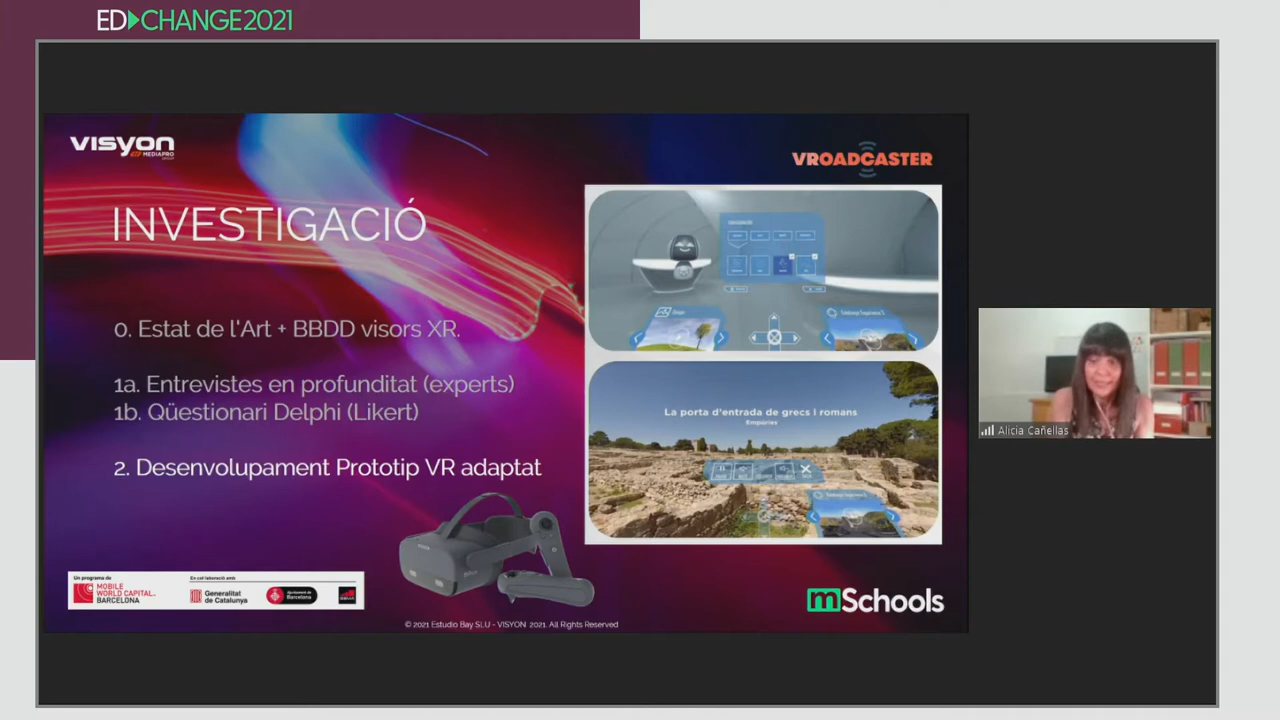 ED▶CHANGE2021
VISYON
MEDIAPRO
VROADCASTER
INVESTIGACIÓ
0. Estat de l'Art + BBDD visors XR.
1a. Entrevistes en profunditat (experts)
1b. Qüestionari Delphi (Likert)
2. Desenvolupament Prototip VR adaptat
La porta d'entrada de grecs i romans
Empúries
Alicia Cañellas
Un programa de
MOBILE
WORLD CAPITAL
BARCELONA
En col·laboració amb
Generalitat
de Catalunya
Ajuntament de
Barcelona
mSchools
© 2021 Estudio Bay SLU - VISYON 2021. All Rights Reserved